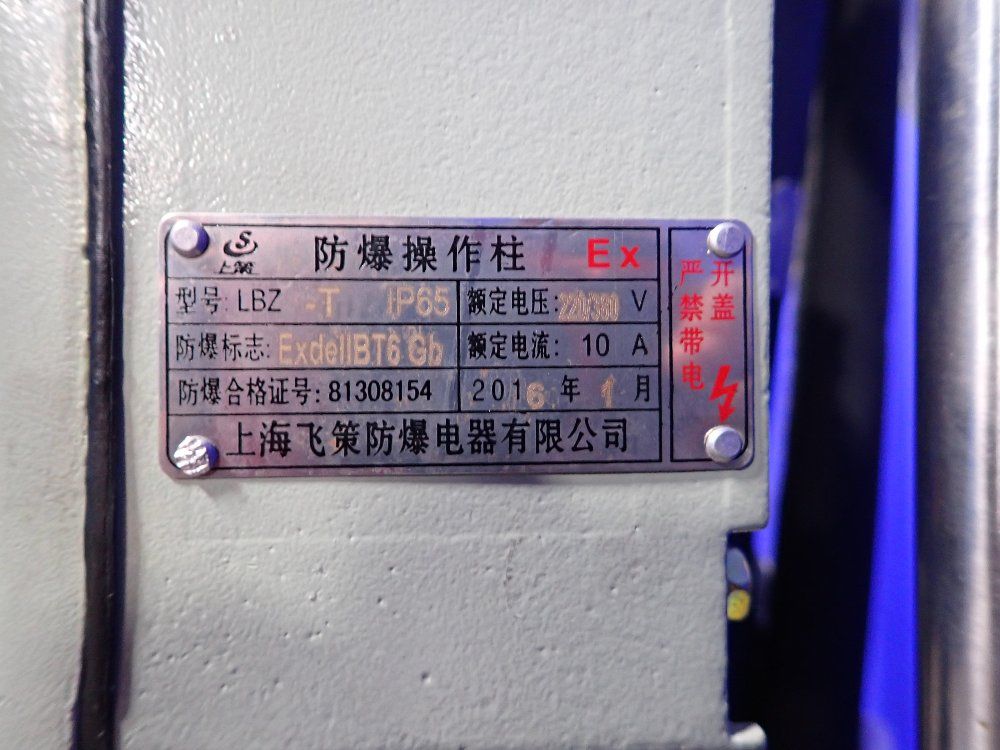 S
上策
防爆操作柱 Ex
型号: LBZ -T IP65 额定电压: 220/380 V
防爆标志: ExdeIIBT6 Gb 额定电流: 10 A
防爆合格证号: 81308154 2016 年 1 月
上海飞策防爆电器有限公司
严禁带电
开盖